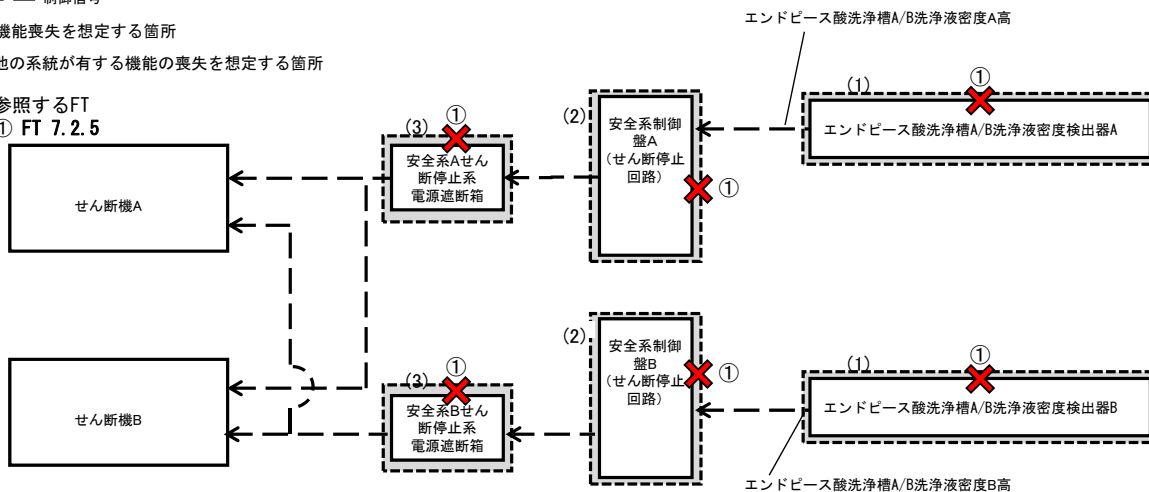 制御信号
機能喪失を想定する箇所
他の系統が有する機能の喪失を想定する箇所
参照するFT
① FT 7.2.5
エンドピース酸洗浄槽A/B洗浄液密度A高
せん断機A
(3)
①
安全系Aせん
断停止系
電源遮断箱
(2)
安全系制御
盤A
(せん断停止
回路)
①
(1)
①
エンドピース酸洗浄槽A/B洗浄液密度検出器A
せん断機B
(3)
①
安全系Bせん
断停止系
電源遮断箱
(2)
安全系制御
盤B
(せん断停止
回路)
①
(1)
①
エンドピース酸洗浄槽A/B洗浄液密度検出器B
エンドピース酸洗浄槽A/B洗浄液密度B高